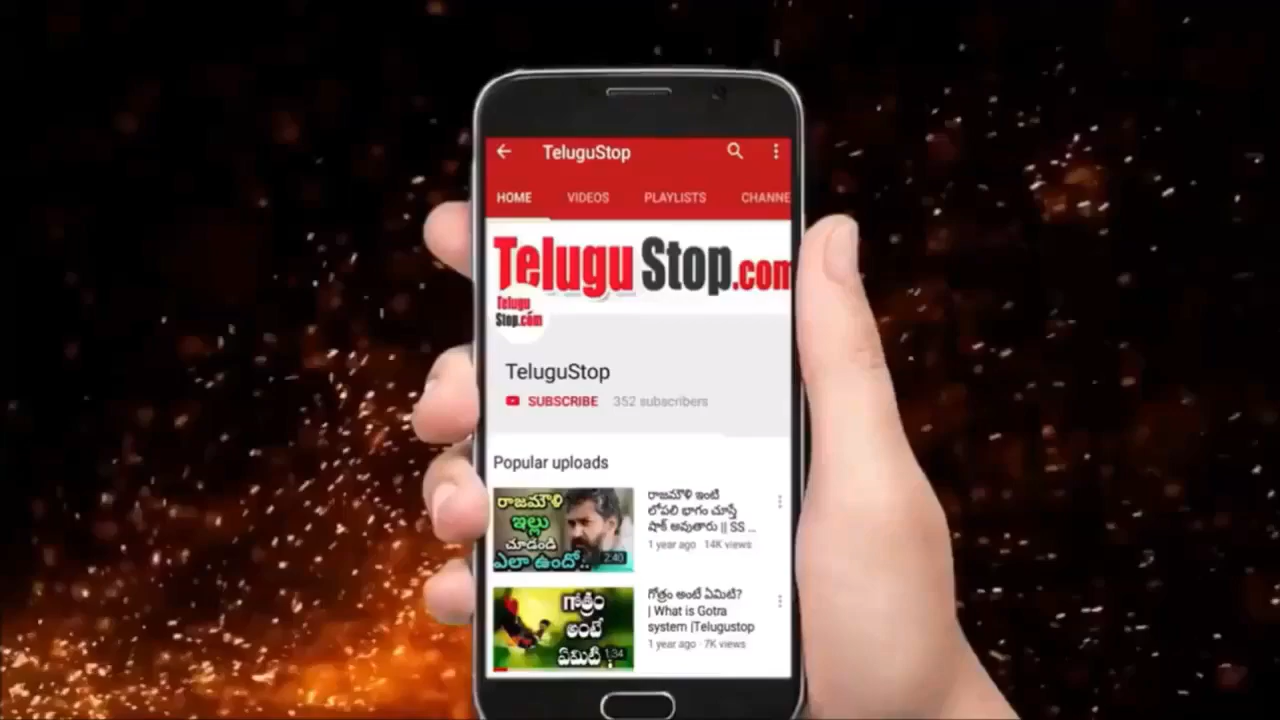 TeluguStop
HOME VIDEOS PLAYLISTS CHANNE
Telugu Stop.com
Telugu
Stop.com
TeluguStop
SUBSCRIBE 352 subscribers
Popular uploads
రాజమౌళి
ఇల్లు
చూడండి
ఎలా ఉందో..
2:40
రాజమౌళి ఇంటి
లోపలి భాగం చూస్తే
షాక్ అవుతారు || SS ...
1 year ago · 14K views
గోత్రం
అంటే
ఏమిటి ?
1:34
గోత్రం అంటే ఏమిటి?
| What is Gotra
system |Telugustop
1 year ago · 7K views